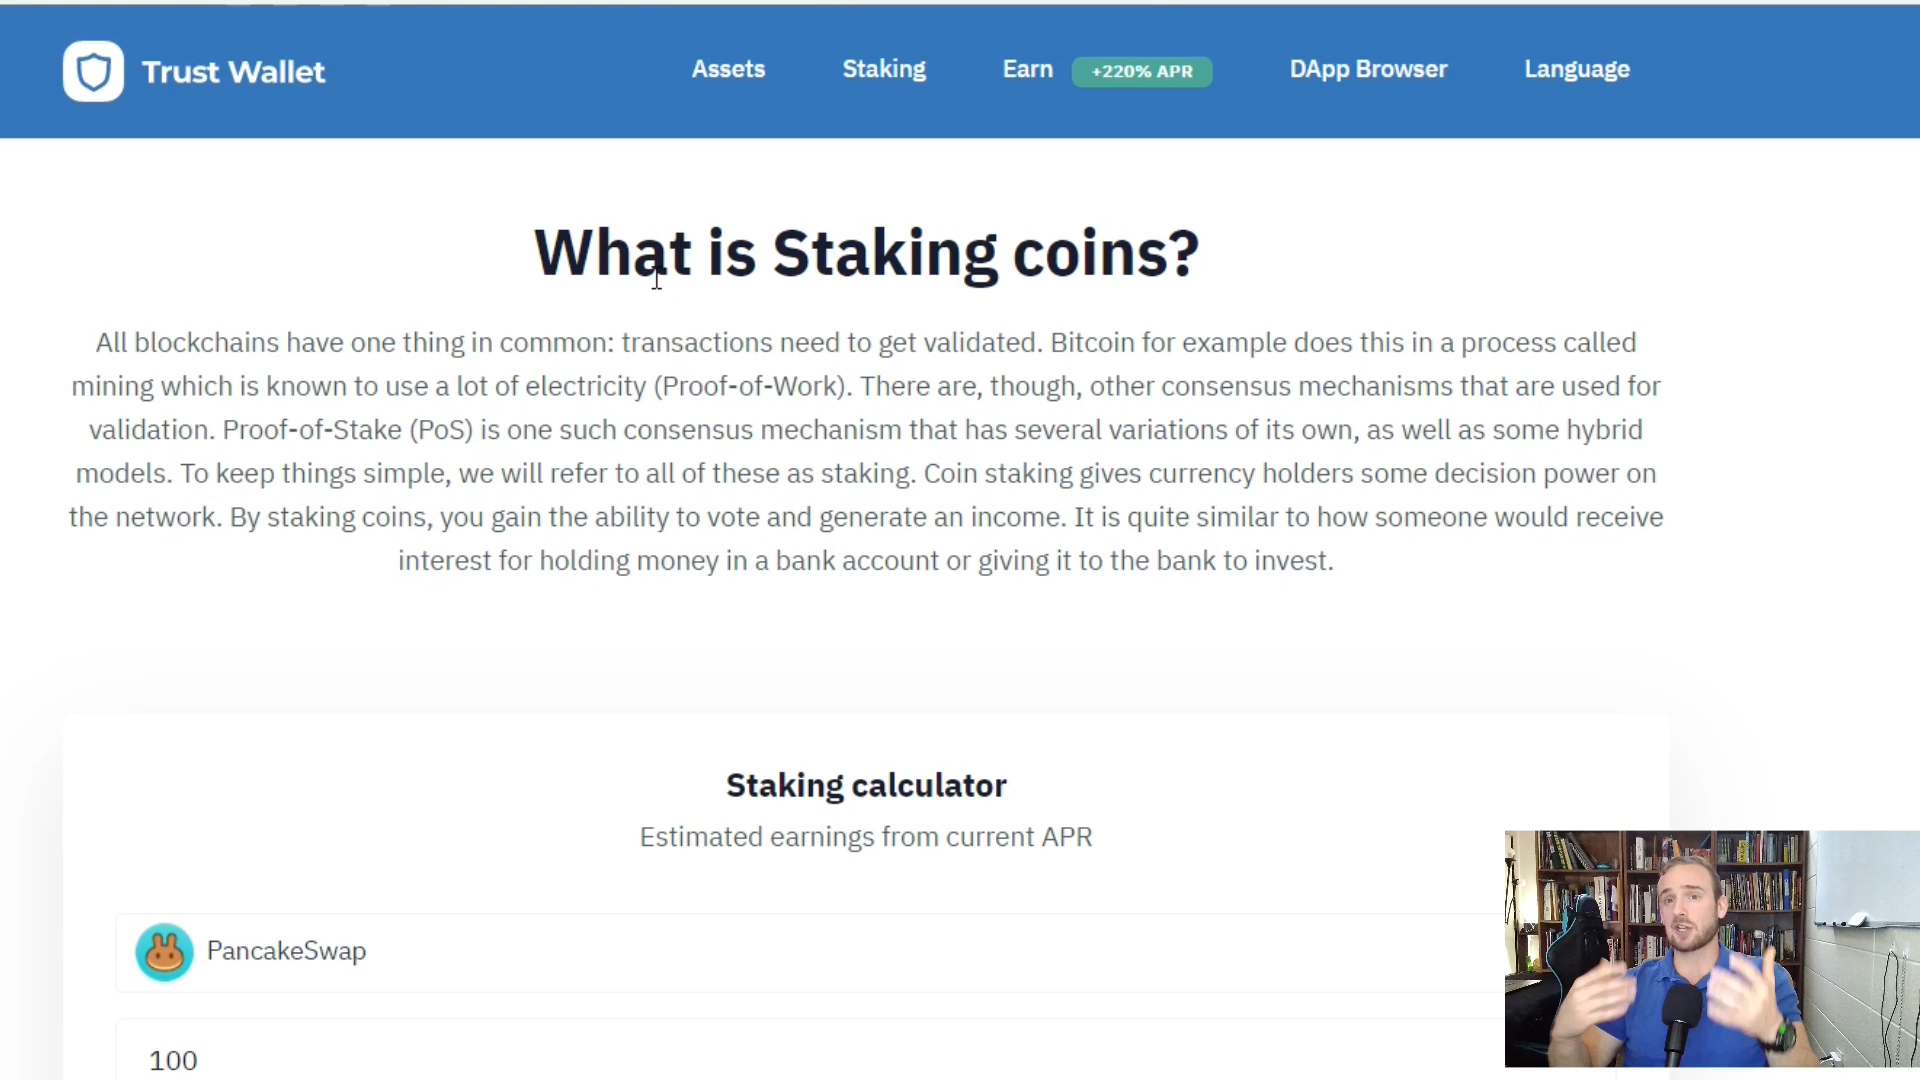 Trust Wallet
Assets
Staking
Earn
+220% APR
DApp Browser
Language
What is Staking coins?
All blockchains have one thing in common: transactions need to get validated. Bitcoin for example does this in a process called
mining which is known to use a lot of electricity (Proof-of-Work). There are, though, other consensus mechanisms that are used for
validation. Proof-of-Stake (PoS) is one such consensus mechanism that has several variations of its own, as well as some hybrid
models. To keep things simple, we will refer to all of these as staking. Coin staking gives currency holders some decision power on
the network. By staking coins, you gain the ability to vote and generate an income. It is quite similar to how someone would receive
interest for holding money in a bank account or giving it to the bank to invest.
Staking calculator
Estimated earnings from current APR
PancakeSwap
100